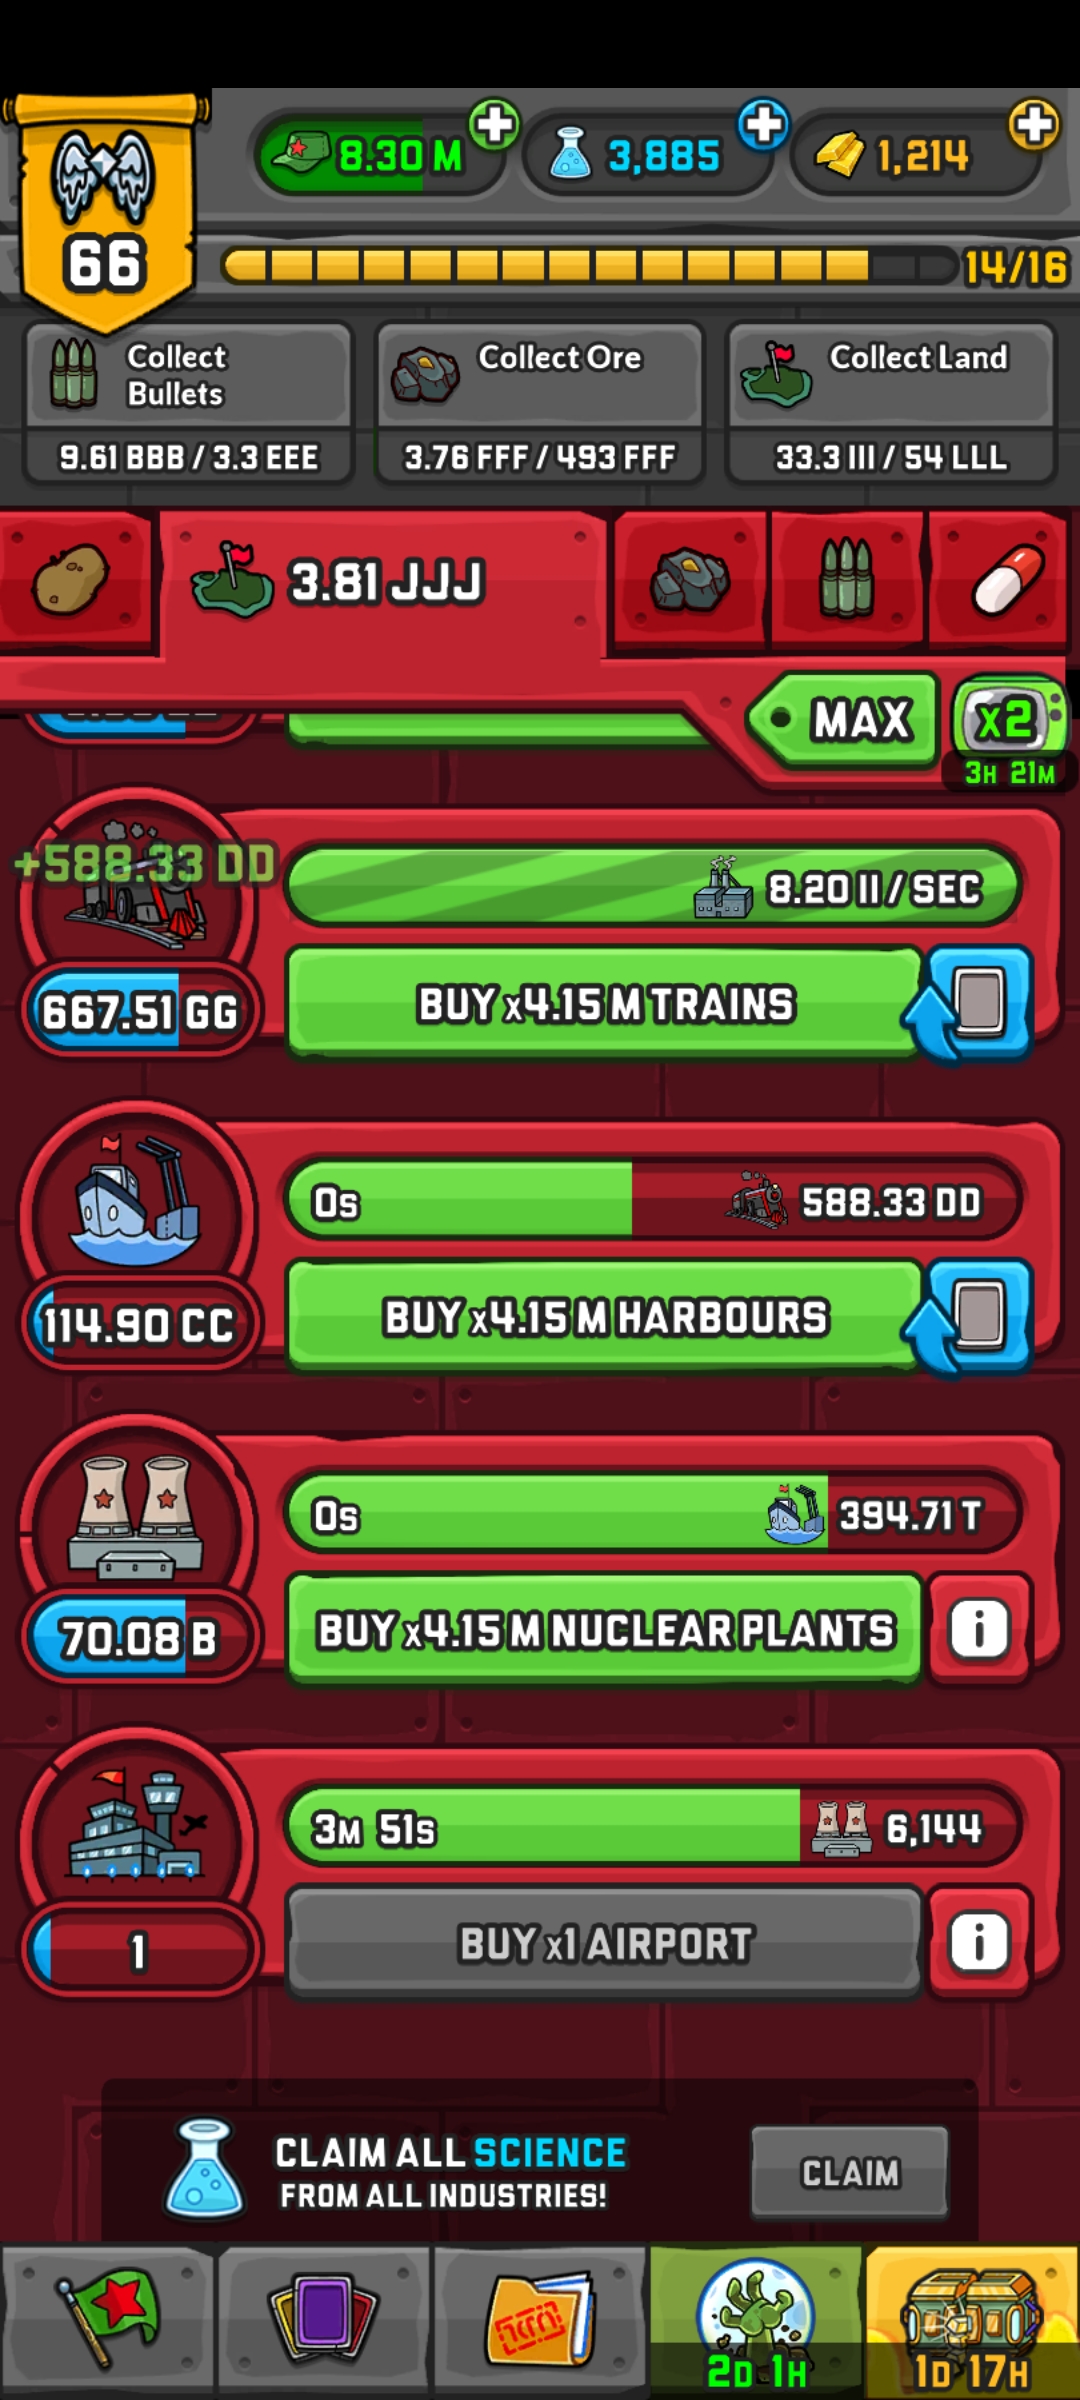 8.30 M
3,885
1,214
66
14/16
Collect
Bullets
9.61 BBB / 3.3 EEE
Collect Ore
3.76 FFF / 493 FFF
Collect Land
33.3 III / 54 LLL
3.81 JJJ
MAX
x2
3H 21M
+588.33 DD
8.20 II / SEC
667.51 GG
BUY x4.15 M TRAINS
0s
588.33 DD
114.90 CC
BUY x4.15 M HARBOURS
0s
394.71 T
70.08 B
BUY x4.15 M NUCLEAR PLANTS
i
3M 51s
6,144
1
BUY x1 AIRPORT
i
CLAIM ALL SCIENCE
FROM ALL INDUSTRIES!
CLAIM
2D 1H
1D 17H